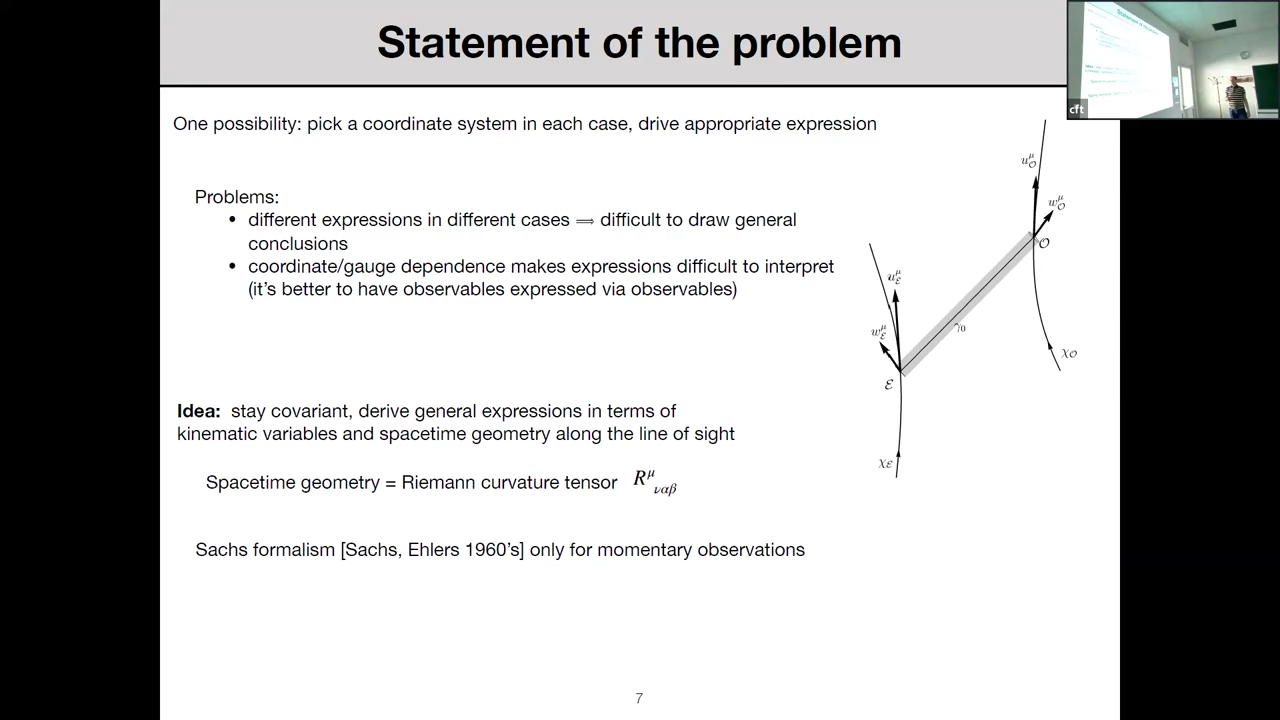 Statement of the problem
cft
One possibility: pick a coordinate system in each case, drive appropriate expression
Problems:
• different expressions in different cases ⟹ difficult to draw general
conclusions
• coordinate/gauge dependence makes expressions difficult to interpret
(it's better to have observables expressed via observables)
Idea: stay covariant, derive general expressions in terms of
kinematic variables and spacetime geometry along the line of sight
Spacetime geometry = Riemann curvature tensor R^μ_{ναβ}
Sachs formalism [Sachs, Ehlers 1960's] only for momentary observations
u^μ_𝒪
w^μ_𝒪
𝒪
u^μ_ℰ
w^μ_ℰ
γ₀
χ_𝒪
ℰ
χ_ℰ
7